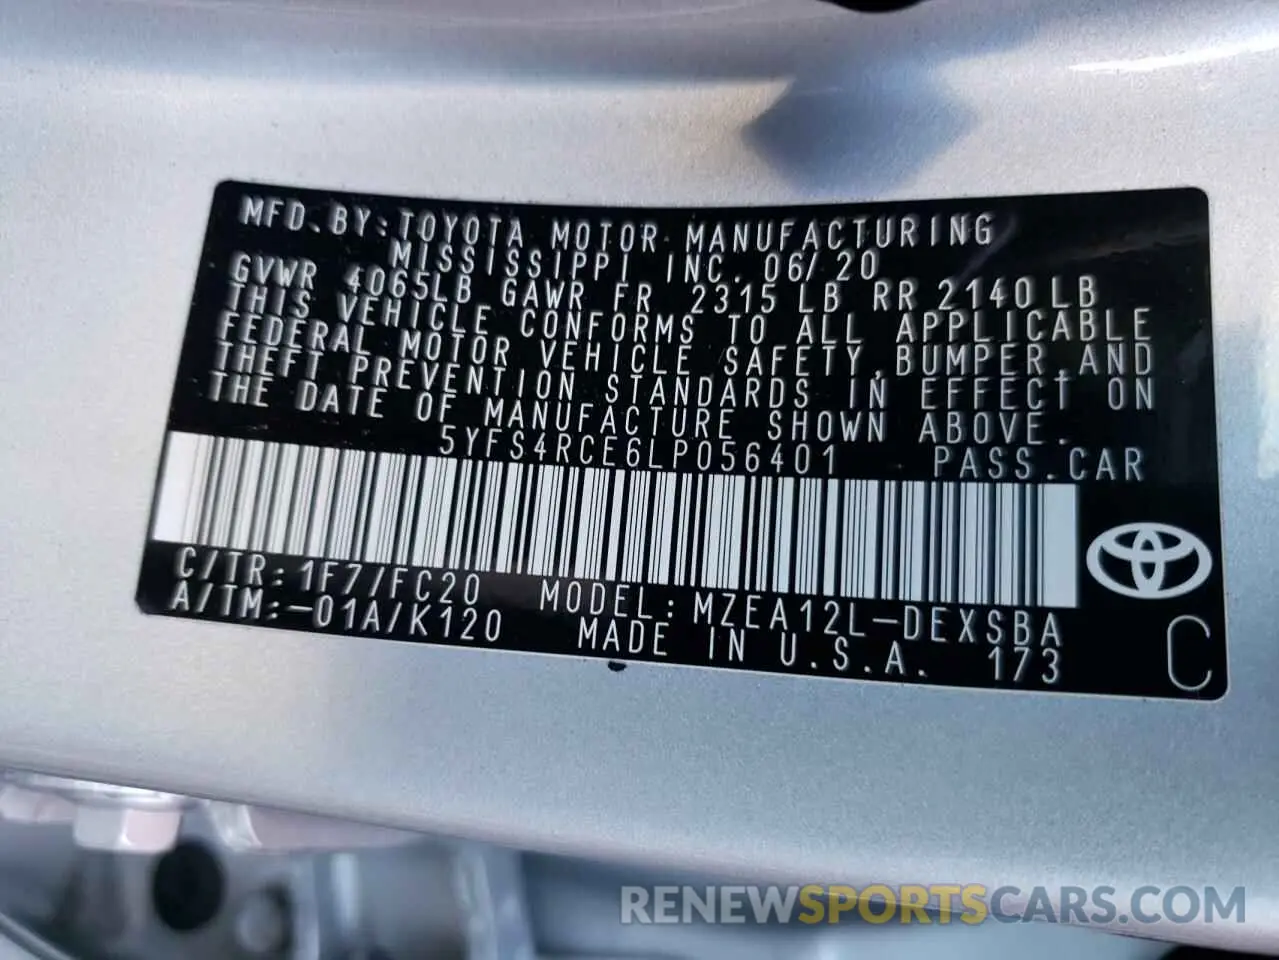 MFD. BY: TOYOTA MOTOR MANUFACTURING
MISSISSIPPI INC. 06/20
GVWR 4065LB GAWR FR 2315LB RR 2140LB
THIS VEHICLE CONFORMS TO ALL APPLICABLE
FEDERAL MOTOR VEHICLE SAFETY, BUMPER, AND
THEFT PREVENTION STANDARDS IN EFFECT ON
THE DATE OF MANUFACTURE SHOWN ABOVE.
5YFS4RCE6LP056401 PASS. CAR
C/TR: 1F7/FC20 MODEL: MZEA12L-DEXSBA
A/TM: -01A/K120 MADE IN U.S.A. 173
C
RENEWSPORTSCARS.COM